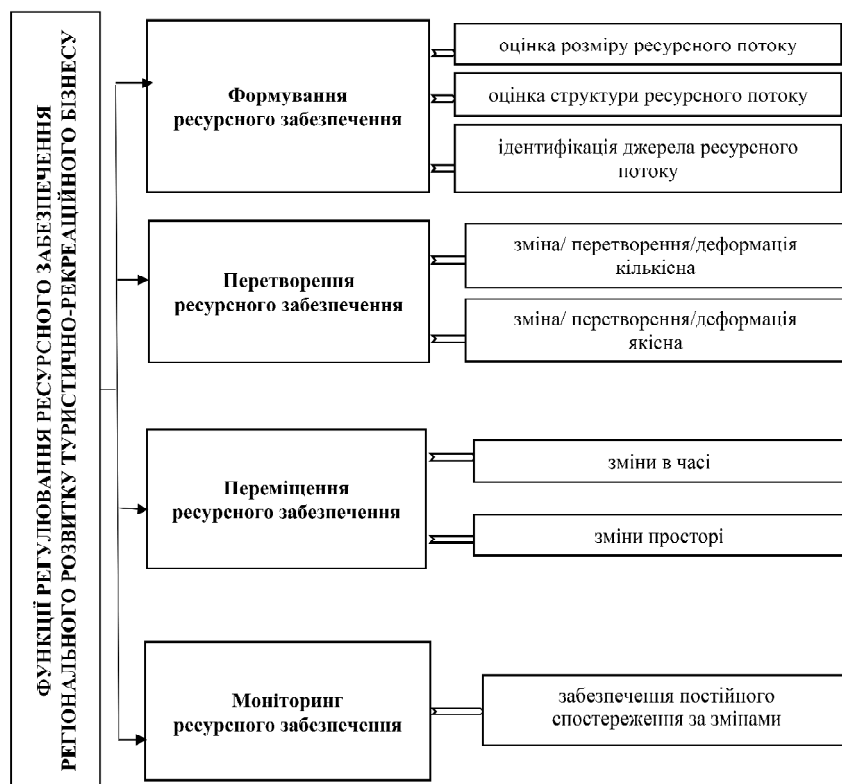 ФУНКЦІЇ РЕГУЛЮВАННЯ РЕСУРСНОГО ЗАБЕЗПЕЧЕННЯ
РЕГІОНАЛЬНОГО РОЗВИТКУ ТУРИСТИЧНО-РЕКРЕАЦІЙНОГО БІЗНЕСУ
Формування
ресурсного забезпечення
оцінка розміру ресурсного потоку
оцінка структури ресурсного потоку
ідентифікація джерела ресурсного
потоку
Перетворення
ресурсного забезпечення
зміна/ перетворення/деформація
кількісна
зміна/ перетворення/деформація
якісна
Переміщення
ресурсного забезпечення
зміни в часі
зміни просторі
Моніторинг
ресурсного забезпечення
забезпечення постійного
спостереження за змінами